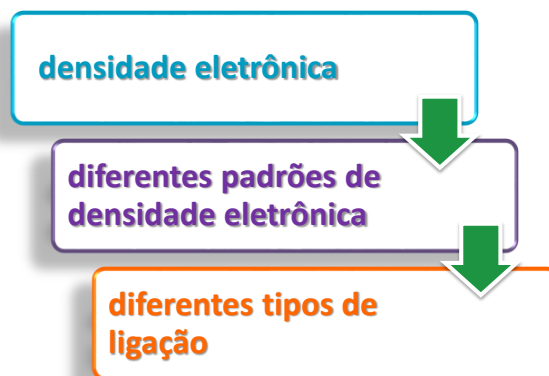 densidade eletrônica
diferentes padrões de
densidade eletrônica
diferentes tipos de
ligação